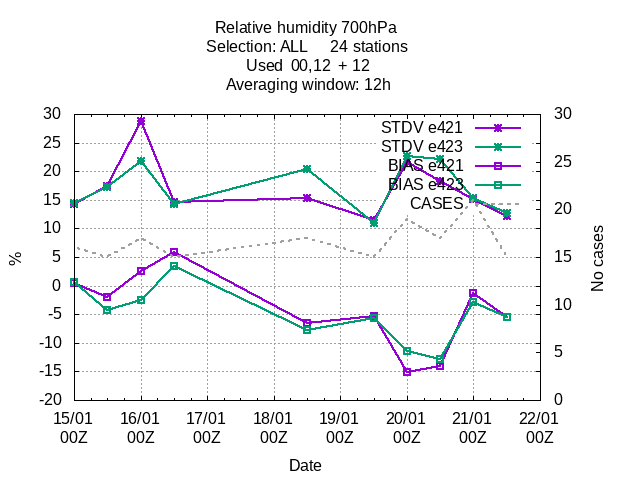 Relative humidity 700hPa
Selection: ALL     24 stations
Used  00,12  + 12
Averaging window: 12h
30 30
STDV e421
25 25
STDV e423
20 20
BIAS e421
BIAS e423
15
CASES
10
5 15
0
-5 10
-10
-15 5
-20 0
%
No cases
15/01 16/01 17/01 18/01 19/01 20/01 21/01 22/01
00Z 00Z 00Z 00Z 00Z 00Z 00Z 00Z
Date